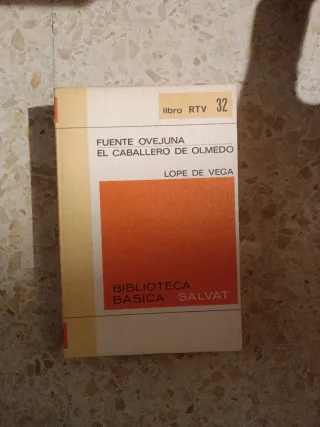 libro RTV 32
FUENTE OVEJUNA
EL CABALLERO DE OLMEDO
LOPE DE VEGA
BIBLIOTECA
BASICA SALVAT